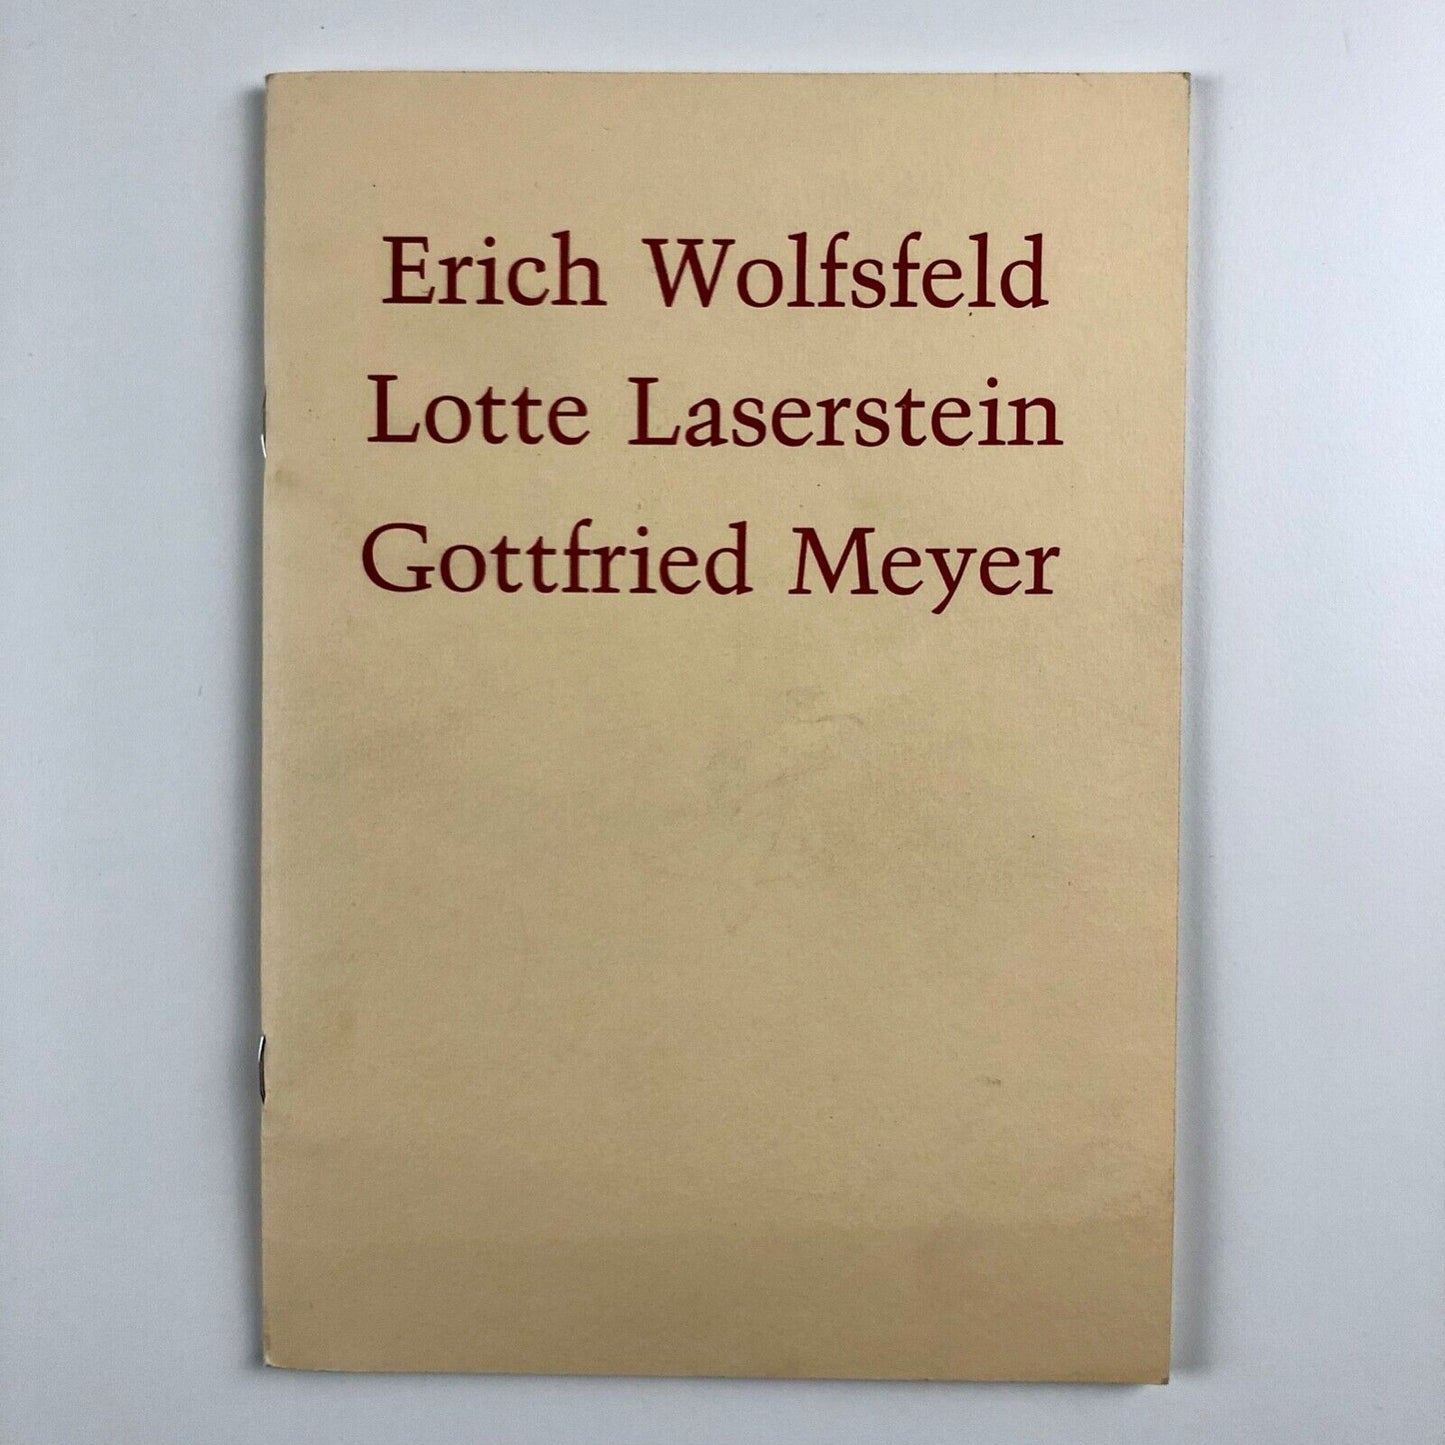 Erich Wolfsfeld
Lotte Laserstein
Gottfried Meyer